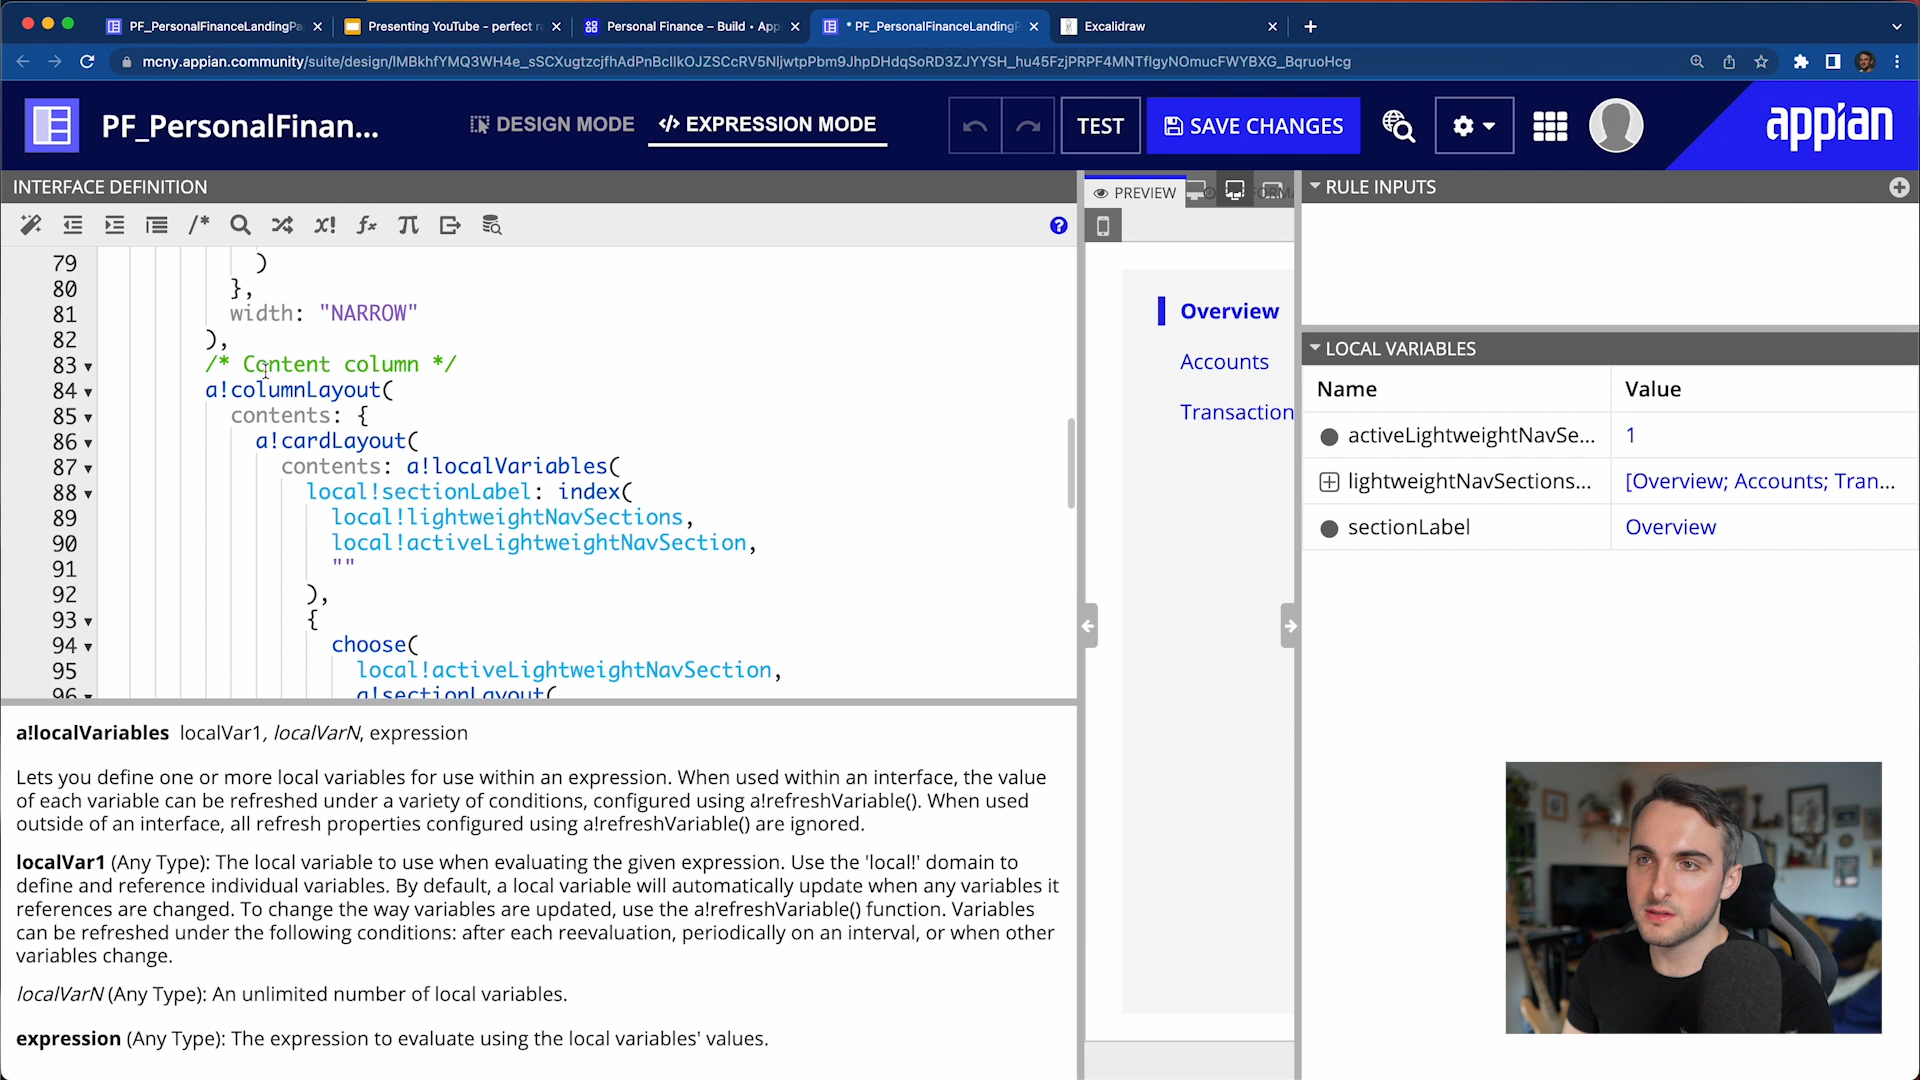 PF_PersonalFinanceLandingPa
Presenting YouTube - perfect r
Personal Finance – Build • App
* PF_PersonalFinanceLandingP
Excalidraw
mcny.appian.community/suite/design/
PF_PersonalFinan...
DESIGN MODE
EXPRESSION MODE
TEST
SAVE CHANGES
appian
INTERFACE DEFINITION
79 )
80 },
81 width: "NARROW"
82 ),
83 /* Content column */
84 a!columnLayout(
85 contents: {
86 a!cardLayout(
87 contents: a!localVariables(
88 local!sectionLabel: index(
89 local!lightweightNavSections,
90 local!activeLightweightNavSection,
91 ""
92 ),
93 {
94 choose(
95 local!activeLightweightNavSection,
96 a!sectionLayout(
a!localVariables localVar1, localVarN, expression
Lets you define one or more local variables for use within an expression. When used within an interface, the value
of each variable can be refreshed under a variety of conditions, configured using a!refreshVariable(). When used
outside of an interface, all refresh properties configured using a!refreshVariable() are ignored.
localVar1 (Any Type): The local variable to use when evaluating the given expression. Use the 'local!' domain to
define and reference individual variables. By default, a local variable will automatically update when any variables it
references are changed. To change the way variables are updated, use the a!refreshVariable() function. Variables
can be refreshed under the following conditions: after each reevaluation, periodically on an interval, or when other
variables change.
localVarN (Any Type): An unlimited number of local variables.
expression (Any Type): The expression to evaluate using the local variables' values.
PREVIEW
Overview
Accounts
Transaction
RULE INPUTS
LOCAL VARIABLES
Name Value
activeLightweightNavSe... 1
lightweightNavSections... [Overview; Accounts; Tran...
sectionLabel Overview